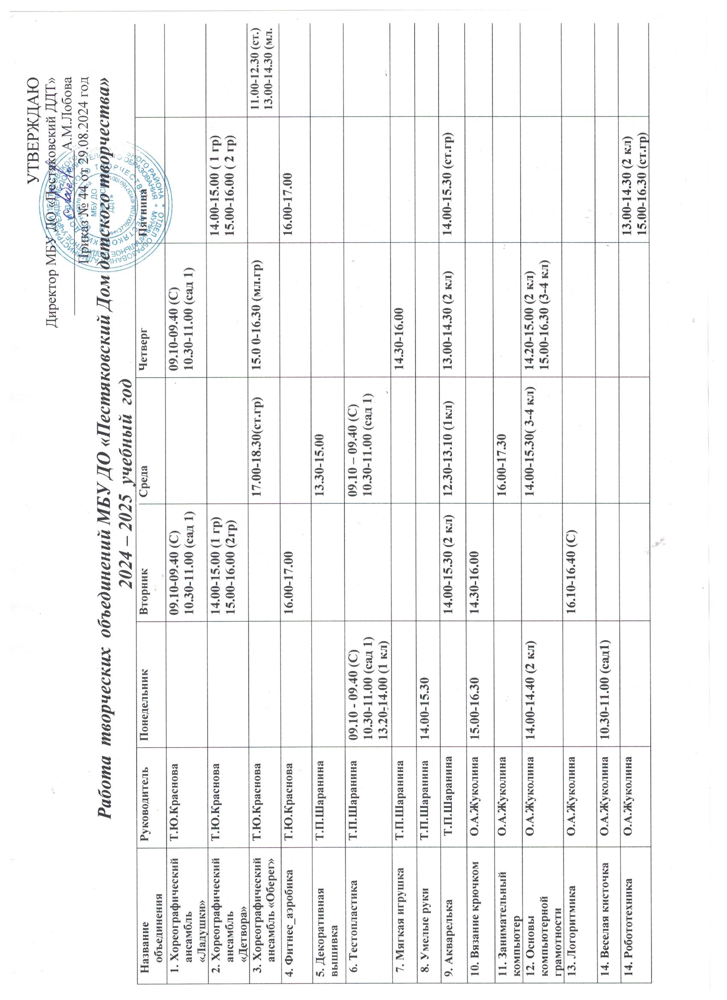 УТВЕРЖДАЮ
Директор МБУ ДО «Пестяковский ДДТ»
А.М.Лобова
Приказ № 44 от 29.08.2024 год
Работа творческих объединений МБУ ДО «Пестяковский Дом детского творчества»
2024 – 2025 учебный год
Название объединения Руководитель Понедельник Вторник Среда Четверг Пятница
1. Хореографический Т.Ю.Краснова 09.10-09.40 (С) 09.10-09.40 (С)
ансамбль 10.30-11.00 (сад 1) 10.30-11.00 (сад 1)
«Ладушки»
2. Хореографический Т.Ю.Краснова 14.00-15.00 (1 гр) 14.00-15.00 ( 1 гр)
ансамбль 15.00-16.00 (2гр) 15.00-16.00 ( 2 гр)
«Детвора»
3. Хореографический Т.Ю.Краснова 17.00-18.30(ст.гр) 15.0 0-16.30 (мл.гр) 11.00-12.30 (ст.)
ансамбль «Оберег» 13.00-14.30 (мл.
4. Фитнес_аэробика Т.Ю.Краснова 16.00-17.00 16.00-17.00
5. Декоративная Т.П.Шаранина 13.30-15.00
вышивка
6. Тестопластика Т.П.Шаранина 09.10 - 09.40 (С) 09.10 – 09.40 (С)
10.30-11.00 (сад 1) 10.30-11.00 (сад 1)
13.20-14.00 (1 кл)
7. Мягкая игрушка Т.П.Шаранина 14.30-16.00
8. Умелые руки Т.П.Шаранина 14.00-15.30
9. Акварелька Т.П.Шаранина 14.00-15.30 (2 кл) 12.30-13.10 (1кл) 13.00-14.30 (2 кл) 14.00-15.30 (ст.гр)
10. Вязание крючком О.А.Жуколина 15.00-16.30 14.30-16.00
11. Занимательный О.А.Жуколина 16.00-17.30
компьютер
12. Основы О.А.Жуколина 14.00-14.40 (2 кл) 14.00-15.30( 3-4 кл) 14.20-15.00 (2 кл)
компьютерной 15.00-16.30 (3-4 кл)
грамотности
13. Логоритмика О.А.Жуколина 16.10-16.40 (С)
14. Веселая кисточка О.А.Жуколина 10.30-11.00 (сад1)
14. Робототехника О.А.Жуколина 13.00-14.30 (2 кл)
15.00-16.30 (ст.гр)